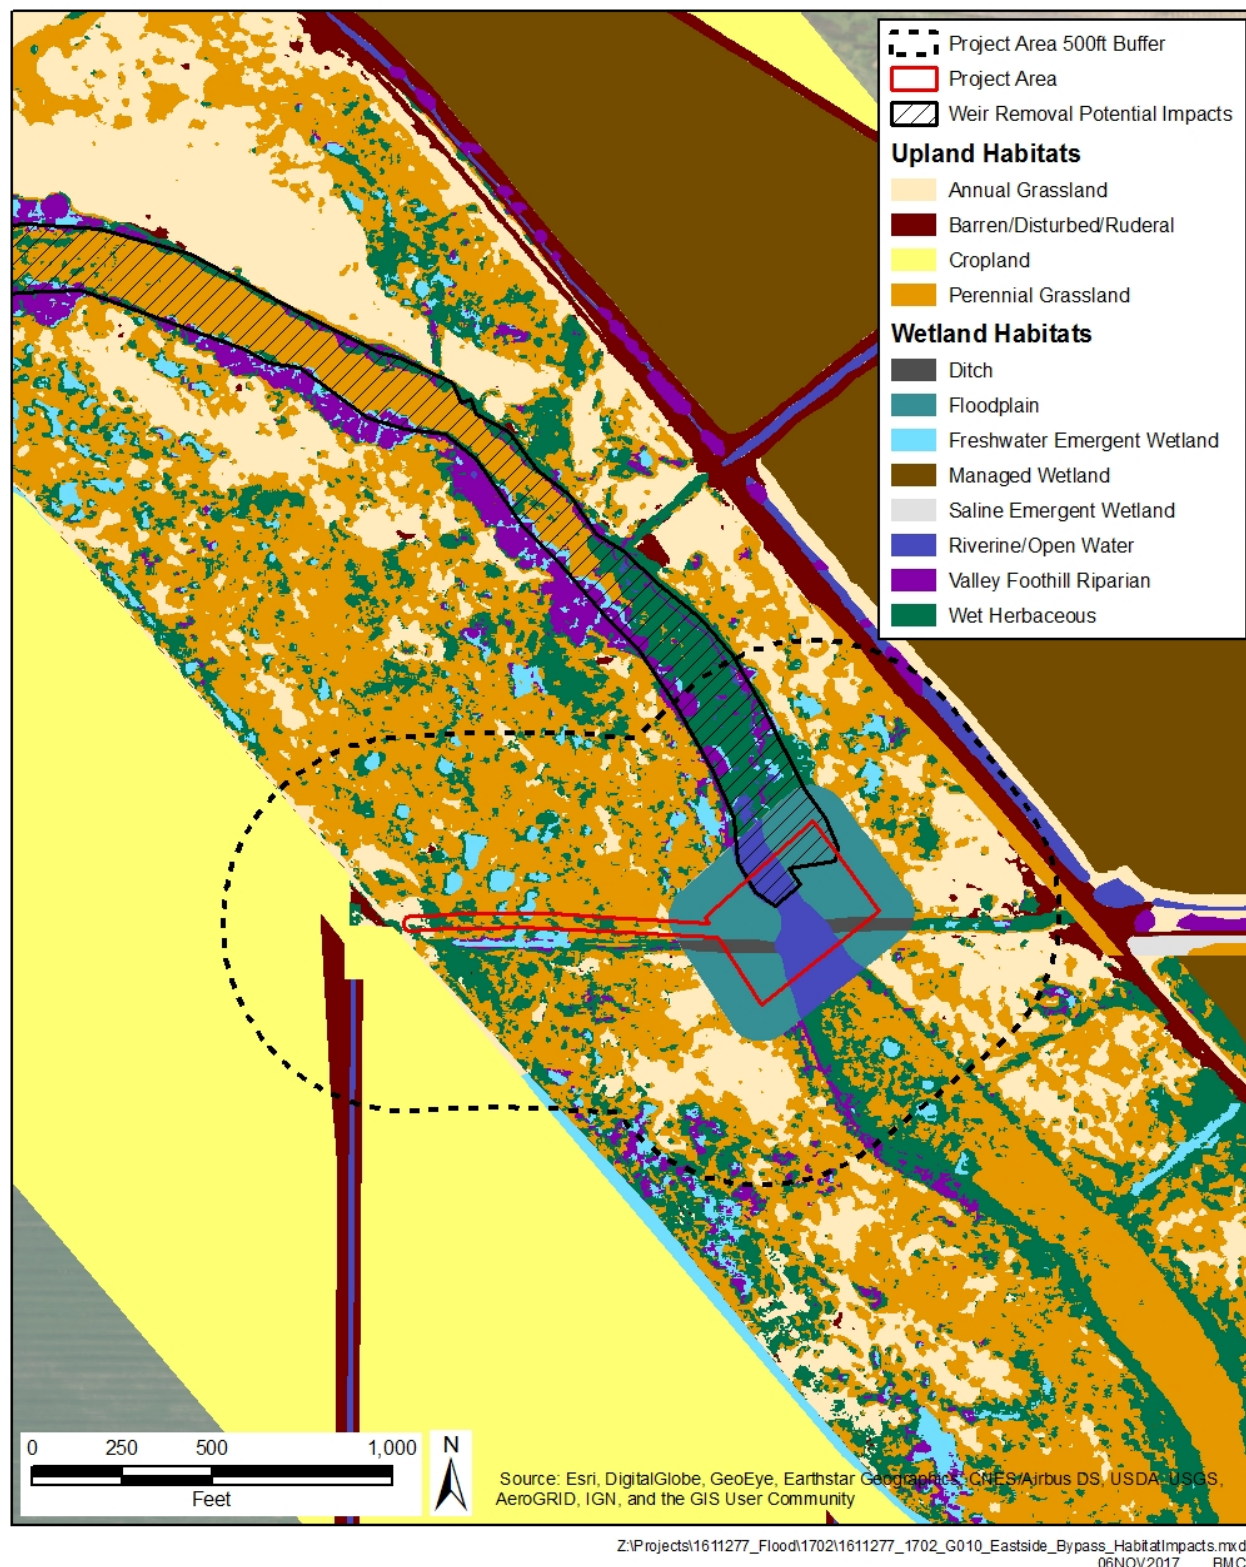 Project Area 500ft Buffer
Project Area
Weir Removal Potential Impacts
Upland Habitats
Annual Grassland
Barren/Disturbed/Ruderal
Cropland
Perennial Grassland
Wetland Habitats
Ditch
Floodplain
Freshwater Emergent Wetland
Managed Wetland
Saline Emergent Wetland
Riverine/Open Water
Valley Foothill Riparian
Wet Herbaceous
0 250 500 1,000
Feet
N
Source: Esri, DigitalGlobe, GeoEye, Earthstar Geographics, CNES/Airbus DS, USDA, USGS,
AeroGRID, IGN, and the GIS User Community
Z:\Projects\1611277_Flood\1702\1611277_1702_G010_Eastside_Bypass_HabitatImpacts.mxd
06NOV2017 BMC